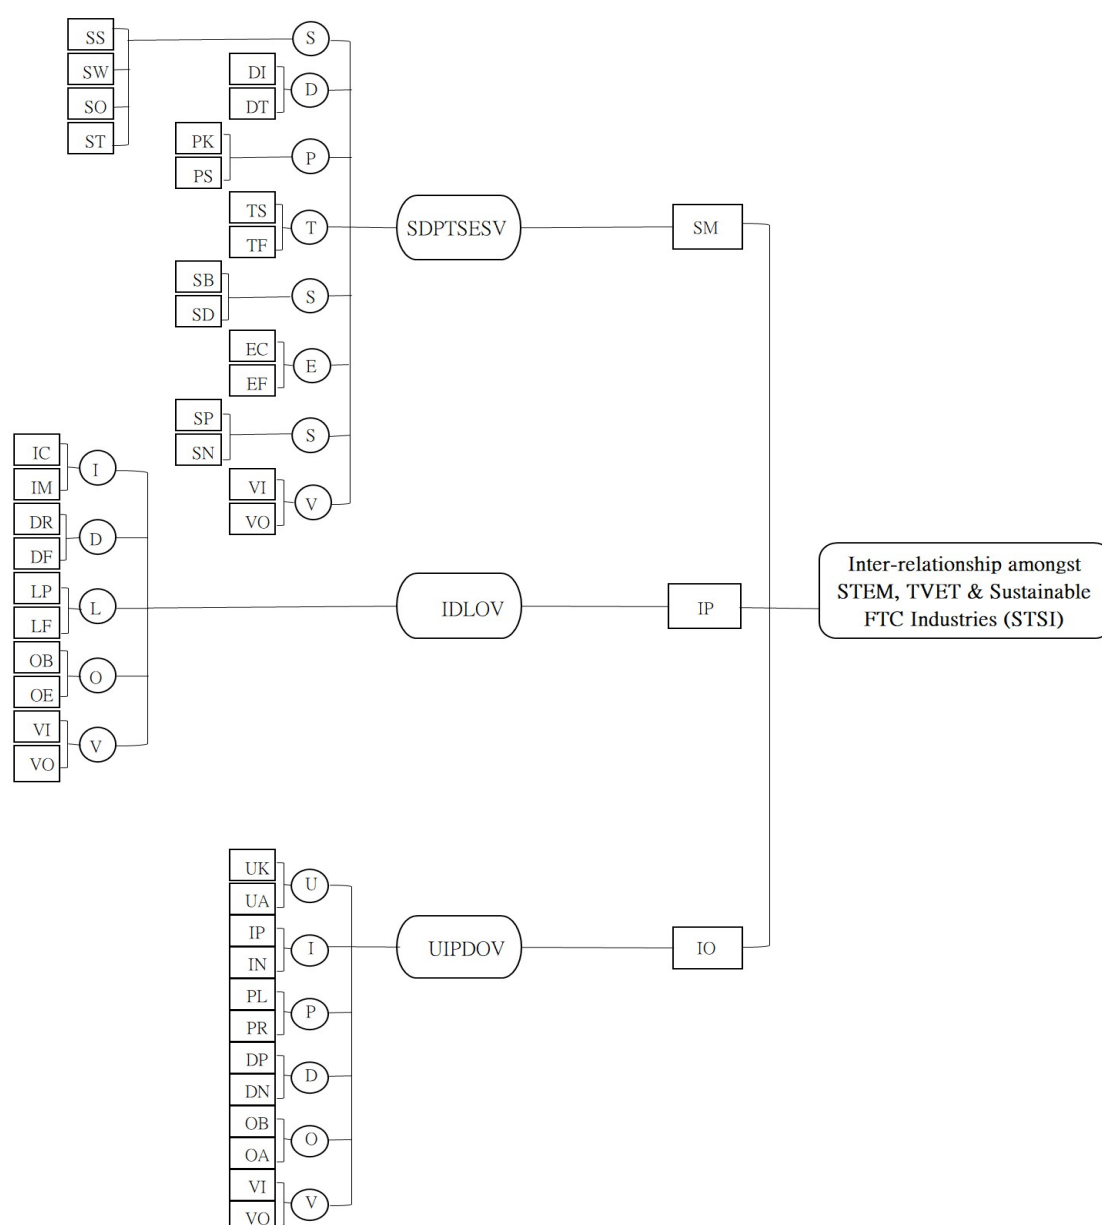 SS
SW
SO
ST
S
DI
DT
D
PK
PS
P
TS
TF
T
SB
SD
S
EC
EF
E
SP
SN
S
VI
VO
V
SDPTSESV
SM
IC
IM
I
DR
DF
D
LP
LF
L
OB
OE
O
VI
VO
V
IDLOV
IP
Inter-relationship amongst
STEM, TVET & Sustainable
FTC Industries (STSI)
UK
UA
U
IP
IN
I
PL
PR
P
DP
DN
D
OB
OA
O
VI
VO
V
UIPDOV
IO